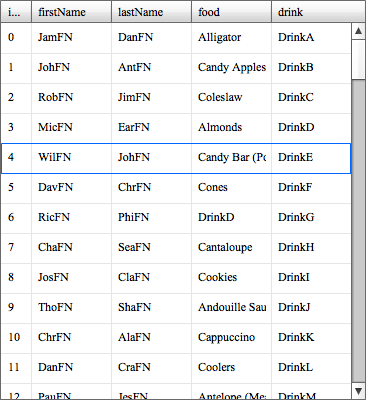 i... firstName lastName food drink
0 JamFN DanFN Alligator DrinkA
1 JohFN AntFN Candy Apples DrinkB
2 RobFN JimFN Coleslaw DrinkC
3 MicFN EarFN Almonds DrinkD
4 WilFN JohFN Candy Bar (Po DrinkE
5 DavFN ChrFN Cones DrinkF
6 RicFN PhiFN DrinkD DrinkG
7 ChaFN SeaFN Cantaloupe DrinkH
8 JosFN ClaFN Cookies DrinkI
9 ThoFN ShaFN Andouille Sau DrinkJ
10 ChrFN AlaFN Cappuccino DrinkK
11 DanFN CraFN Coolers DrinkL
12 PauFN JesFN Antelope (Mea DrinkM